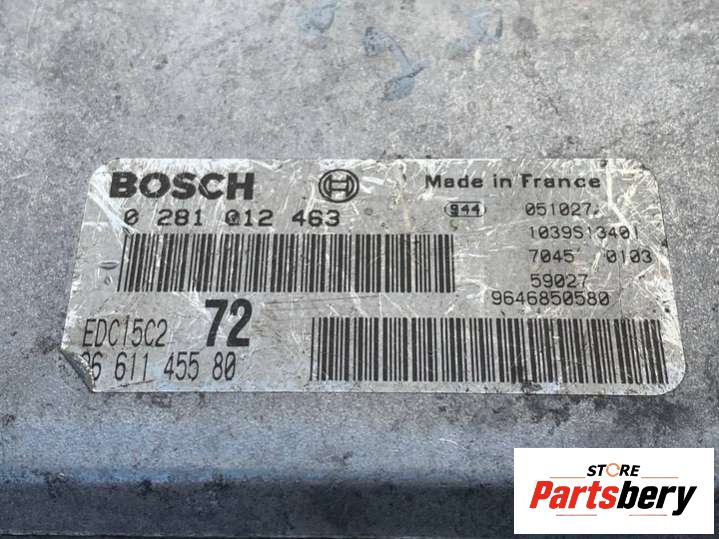 BOSCH
Made in France
0 281 012 463
944 051027
1039S13401
7045 0103
59027
9646850580
EDC15C2 72
96 611 455 80
STORE
Partsbery